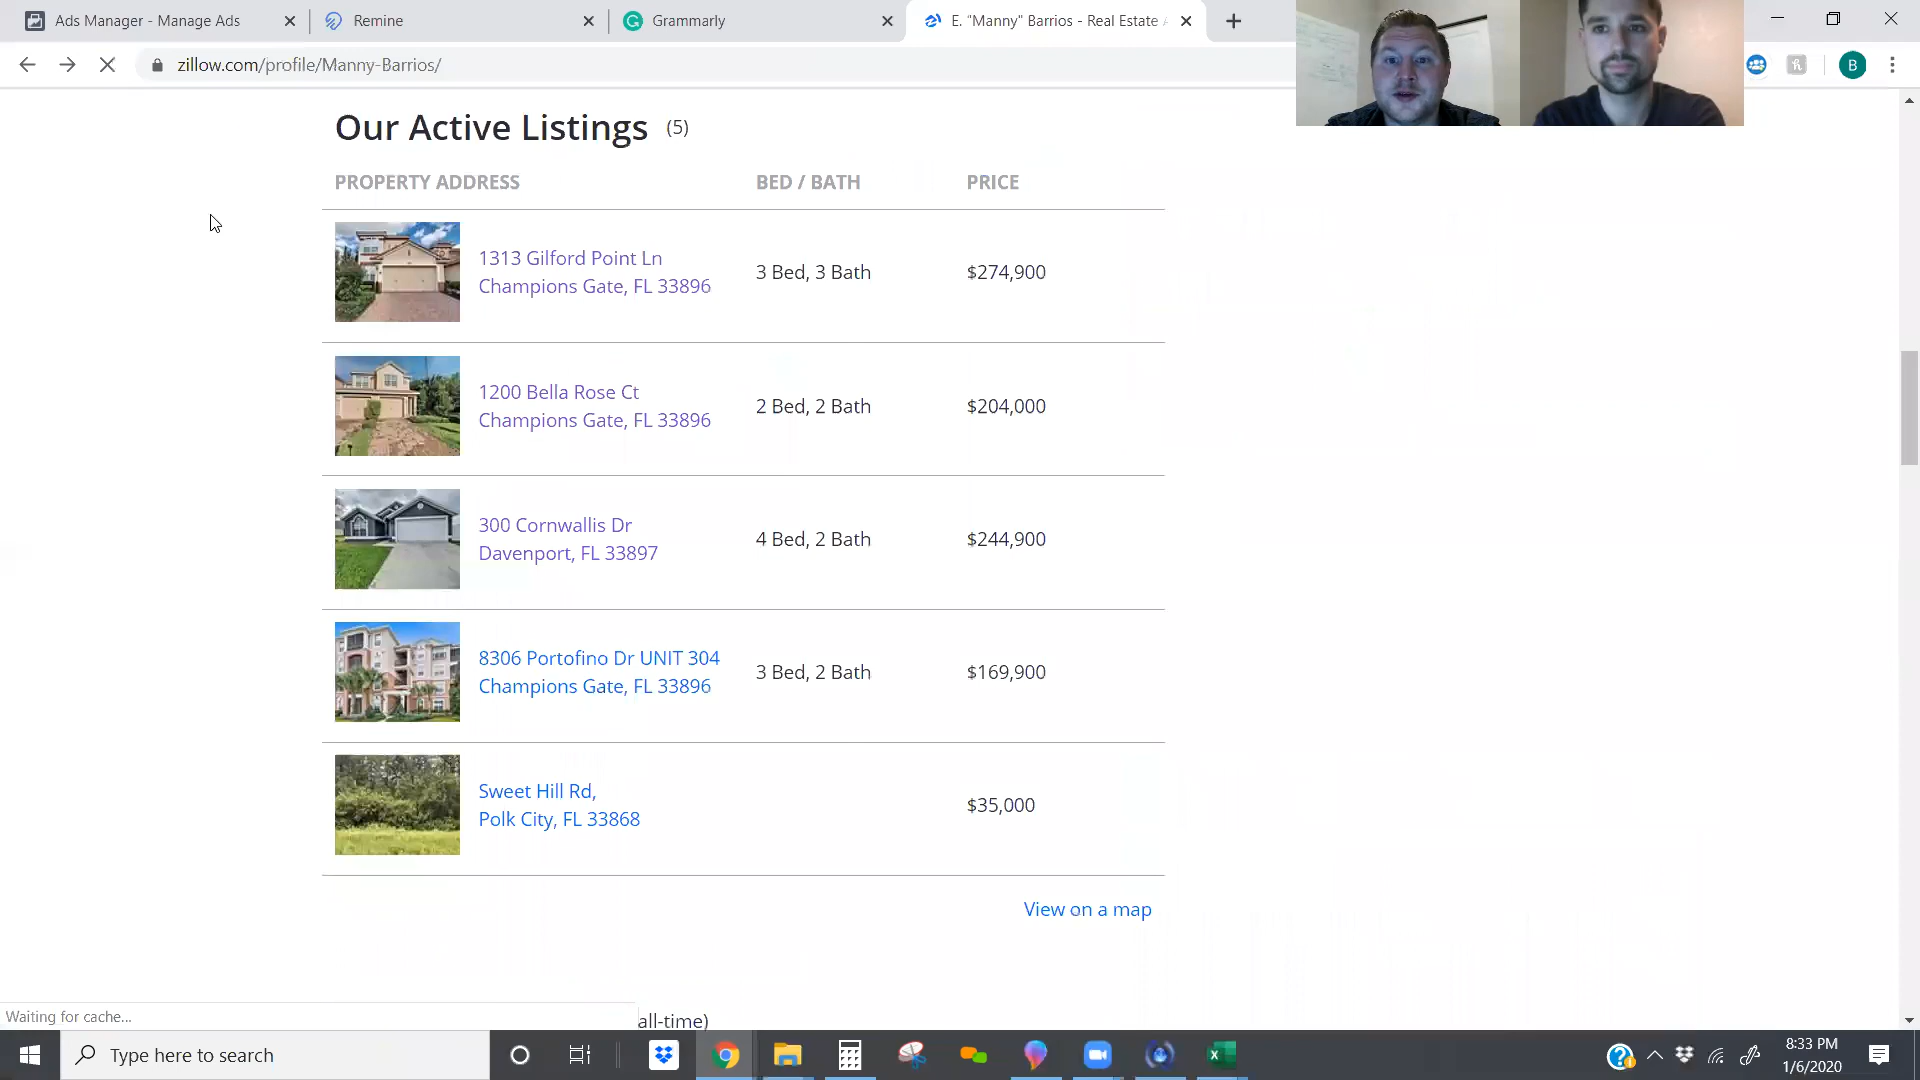 Ads Manager - Manage Ads
Remine
Grammarly
E. “Manny” Barrios - Real Estate
zillow.com/profile/Manny-Barrios/
B
Our Active Listings (5)
PROPERTY ADDRESS BED / BATH PRICE
1313 Gilford Point Ln
Champions Gate, FL 33896
3 Bed, 3 Bath
$274,900
1200 Bella Rose Ct
Champions Gate, FL 33896
2 Bed, 2 Bath
$204,000
300 Cornwallis Dr
Davenport, FL 33897
4 Bed, 2 Bath
$244,900
8306 Portofino Dr UNIT 304
Champions Gate, FL 33896
3 Bed, 2 Bath
$169,900
Sweet Hill Rd,
Polk City, FL 33868
$35,000
View on a map
Waiting for cache...
all-time)
Type here to search
8:33 PM
1/6/2020